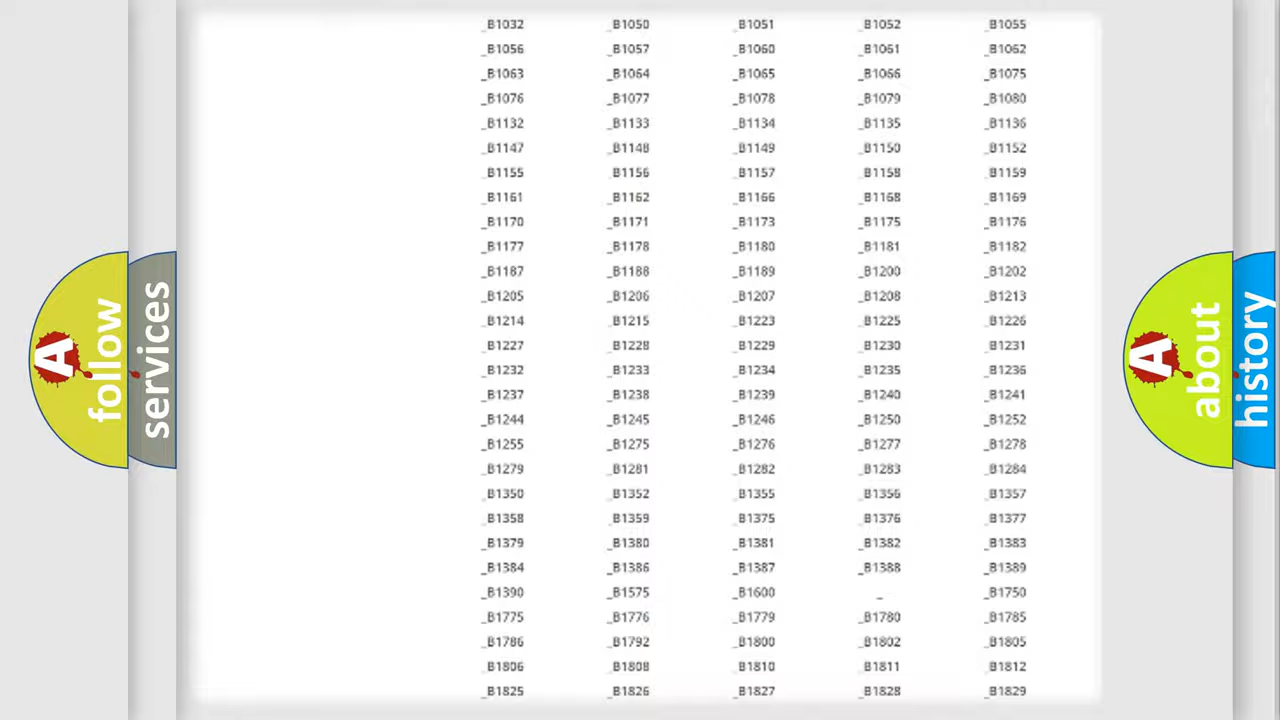 _B1032 _B1050 _B1051 _B1052 _B1055
_B1056 _B1057 _B1060 _B1061 _B1062
_B1063 _B1064 _B1065 _B1066 _B1075
_B1076 _B1077 _B1078 _B1079 _B1080
_B1132 _B1133 _B1134 _B1135 _B1136
_B1147 _B1148 _B1149 _B1150 _B1152
_B1155 _B1156 _B1157 _B1158 _B1159
_B1161 _B1162 _B1166 _B1168 _B1169
_B1170 _B1171 _B1173 _B1175 _B1176
_B1177 _B1178 _B1180 _B1181 _B1182
_B1187 _B1188 _B1189 _B1200 _B1202
_B1205 _B1206 _B1207 _B1208 _B1213
_B1214 _B1215 _B1223 _B1225 _B1226
_B1227 _B1228 _B1229 _B1230 _B1231
_B1232 _B1233 _B1234 _B1235 _B1236
_B1237 _B1238 _B1239 _B1240 _B1241
_B1244 _B1245 _B1246 _B1250 _B1252
_B1255 _B1275 _B1276 _B1277 _B1278
_B1279 _B1281 _B1282 _B1283 _B1284
_B1350 _B1352 _B1355 _B1356 _B1357
_B1358 _B1359 _B1375 _B1376 _B1377
_B1379 _B1380 _B1381 _B1382 _B1383
_B1384 _B1386 _B1387 _B1388 _B1389
_B1390 _B1575 _B1600 _ _B1750
_B1775 _B1776 _B1779 _B1780 _B1785
_B1786 _B1792 _B1800 _B1802 _B1805
_B1806 _B1808 _B1810 _B1811 _B1812
_B1825 _B1826 _B1827 _B1828 _B1829
A
follow
services
A
about
history